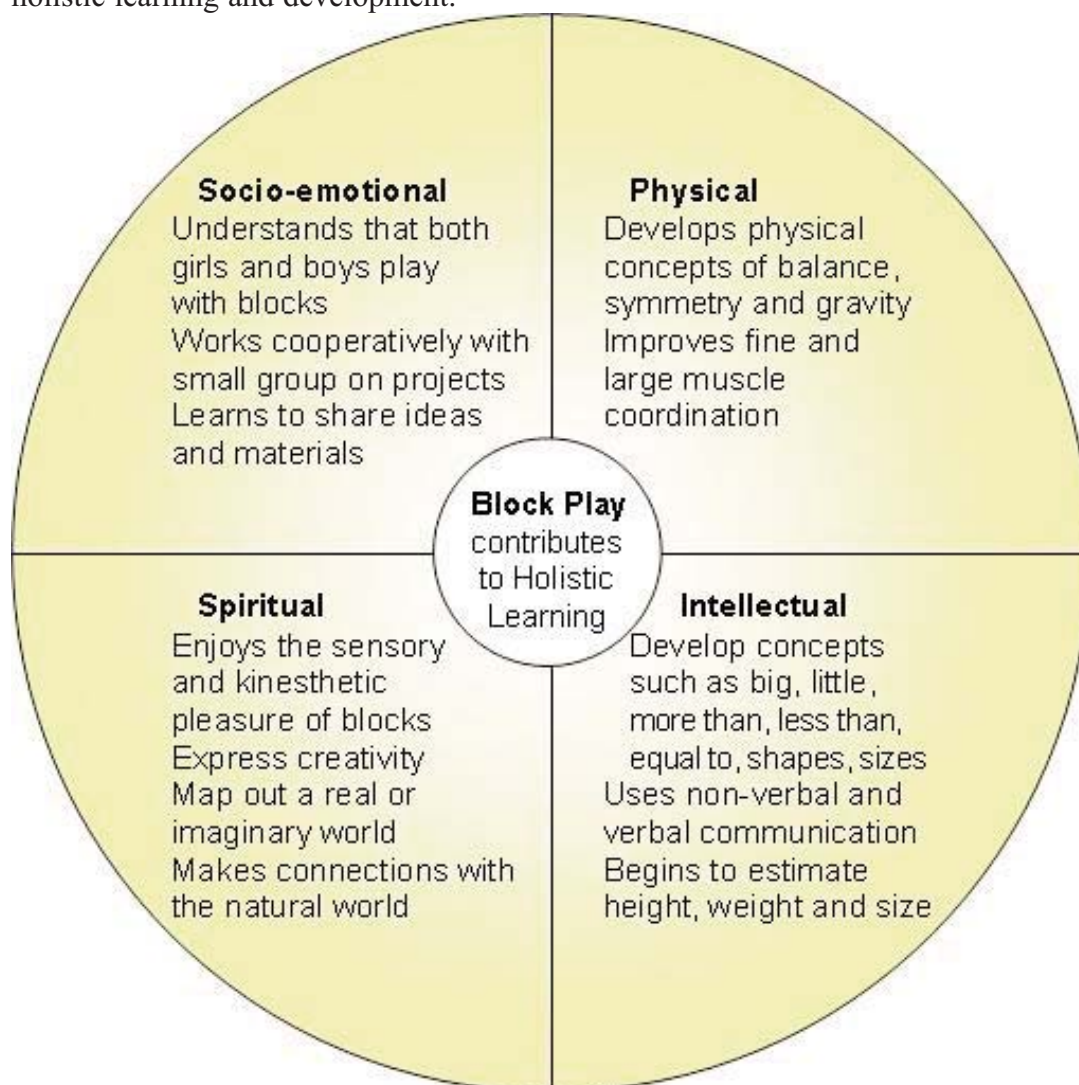 holistic learning and development.
Socio-emotional
Understands that both
girls and boys play
with blocks
Works cooperatively with
small group on projects
Learns to share ideas
and materials
Physical
Develops physical
concepts of balance,
symmetry and gravity
Improves fine and
large muscle
coordination
Block Play
contributes
to Holistic
Learning
Spiritual
Enjoys the sensory
and kinesthetic
pleasure of blocks
Express creativity
Map out a real or
imaginary world
Makes connections with
the natural world
Intellectual
Develop concepts
such as big, little,
more than, less than,
equal to, shapes, sizes
Uses non-verbal and
verbal communication
Begins to estimate
height, weight and size